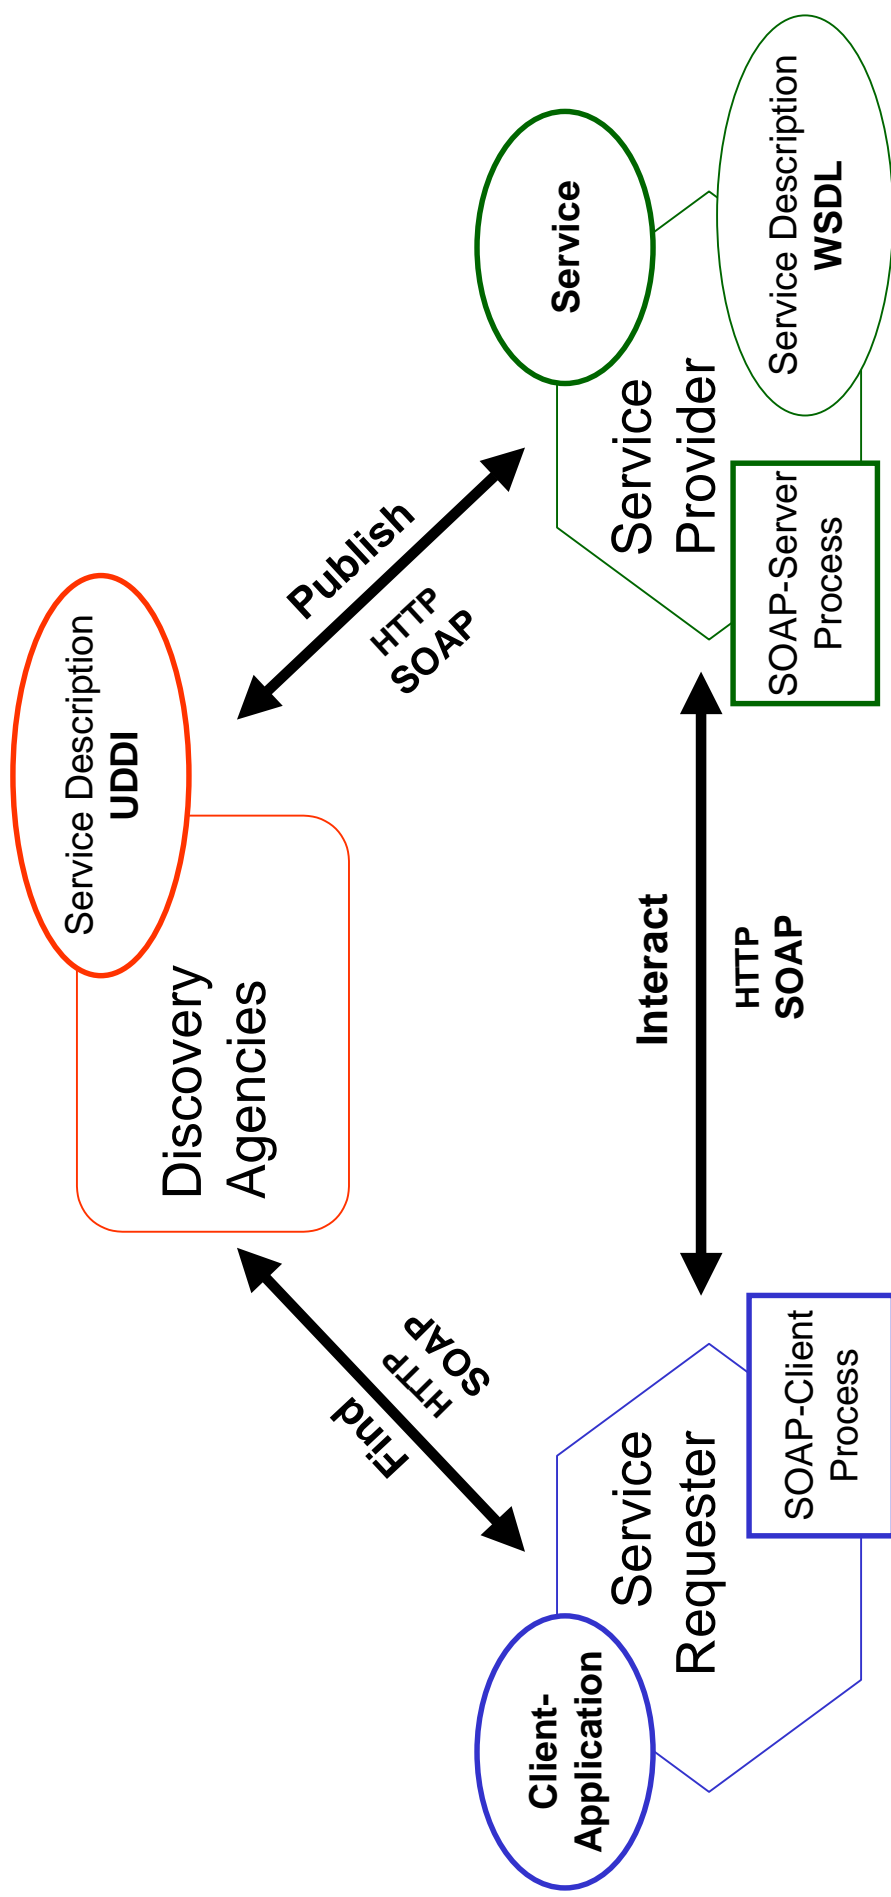 Service Description
UDDI
Discovery
Agencies
Find
HTTP
SOAP
Publish
HTTP
SOAP
Client-
Application
Service
Requester
SOAP-Client
Process
Interact
HTTP
SOAP
Service
Service
Provider
SOAP-Server
Process
Service Description
WSDL